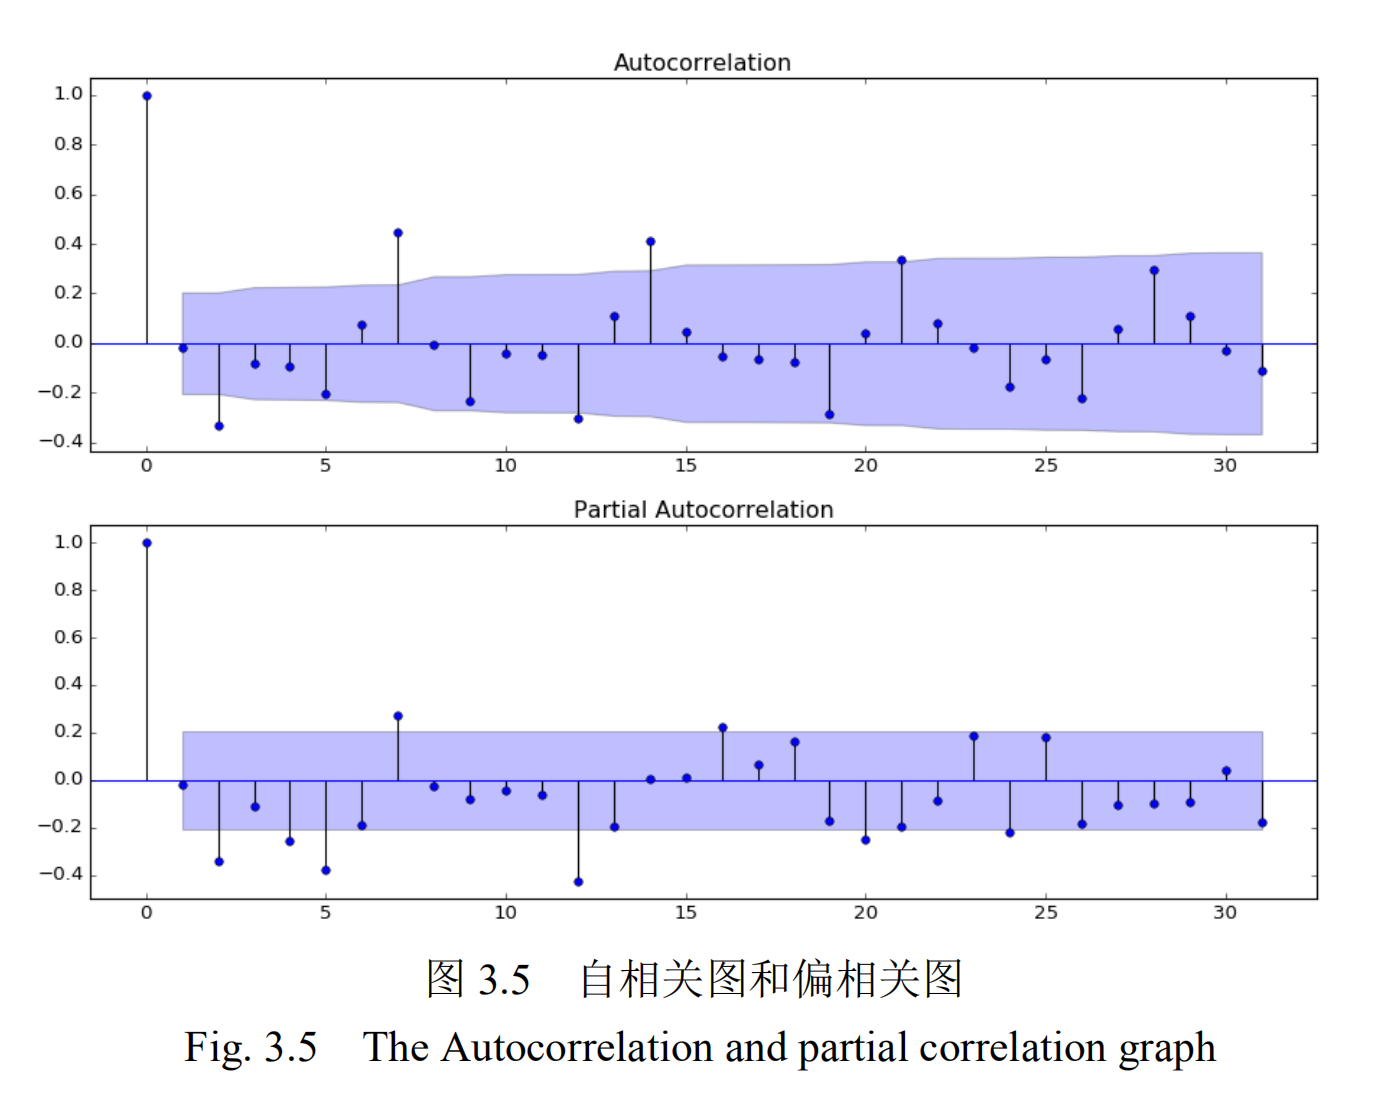 Autocorrelation
1.0
0.8
0.6
0.4
0.2
0.0
−0.2
−0.4
0 5 10 15 20 25 30
Partial Autocorrelation
1.0
0.8
0.6
0.4
0.2
0.0
−0.2
−0.4
0 5 10 15 20 25 30
图 3.5 自相关图和偏相关图
Fig. 3.5 The Autocorrelation and partial correlation graph